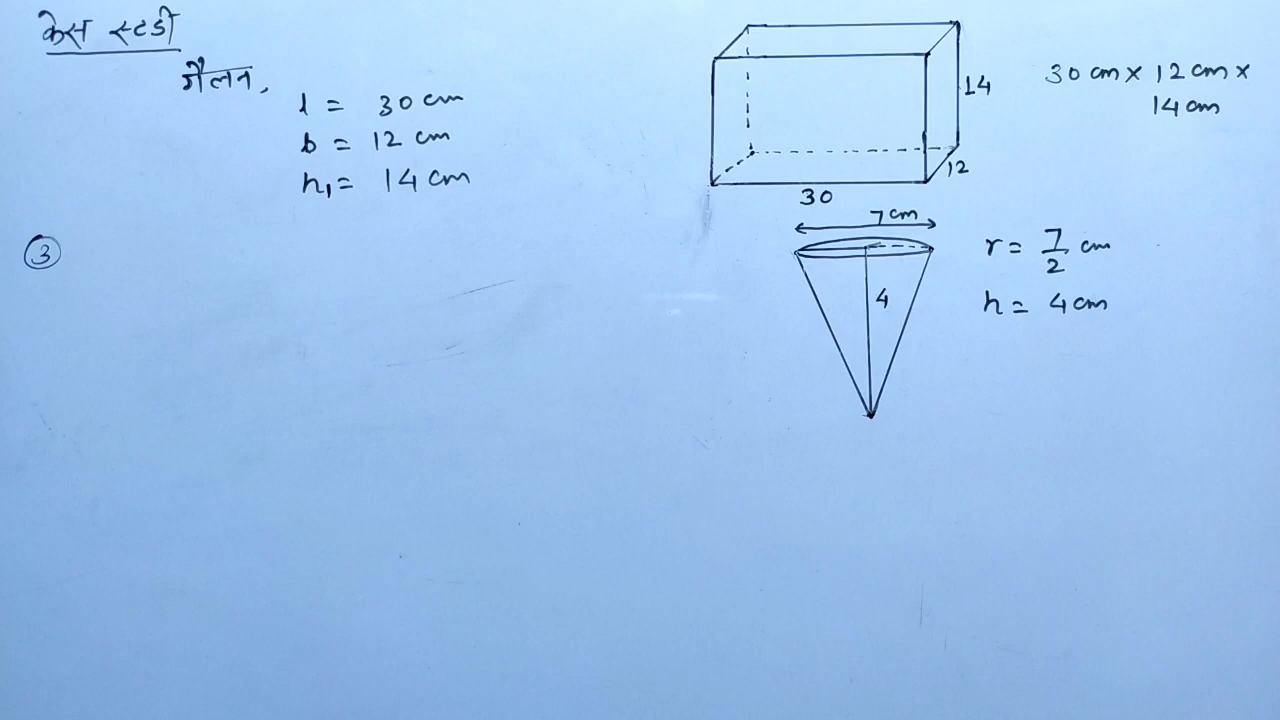 केस स्टडी
गैलन,
l = 30 cm
b = 12 cm
h₁ = 14 cm
14
12
30
30 cm × 12 cm ×
14 cm
7 cm
4
r = 7/2 cm
h = 4 cm
3